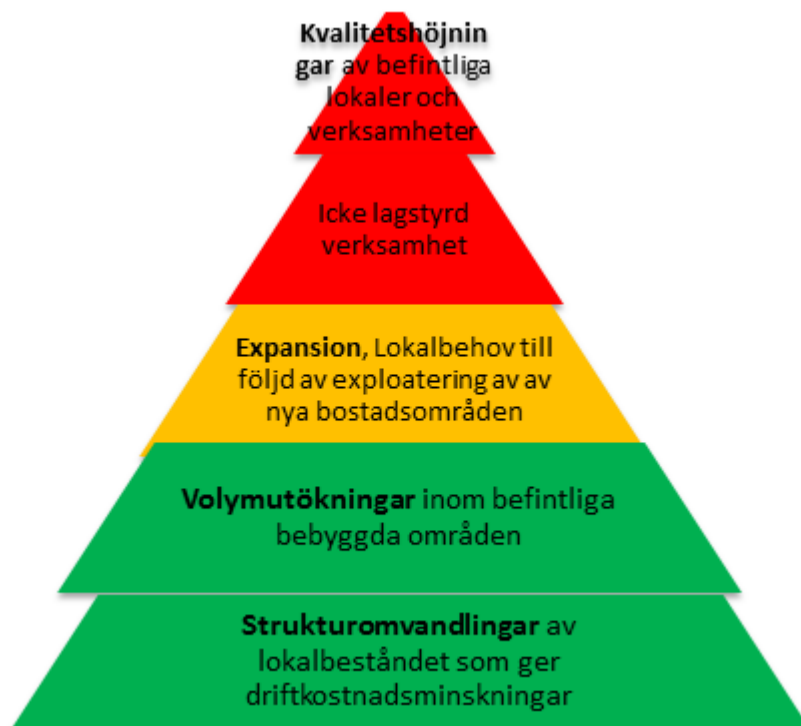 Kvalitetshöjnin
gar av befintliga
lokaler och
verksamheter
Icke lagstyrd
verksamhet
Expansion, Lokalbehov till
följd av exploatering av av
nya bostadsområden
Volymutökningar inom befintliga
bebyggda områden
Strukturomvandlingar av
lokalbeståndet som ger
driftkostnadsminskningar